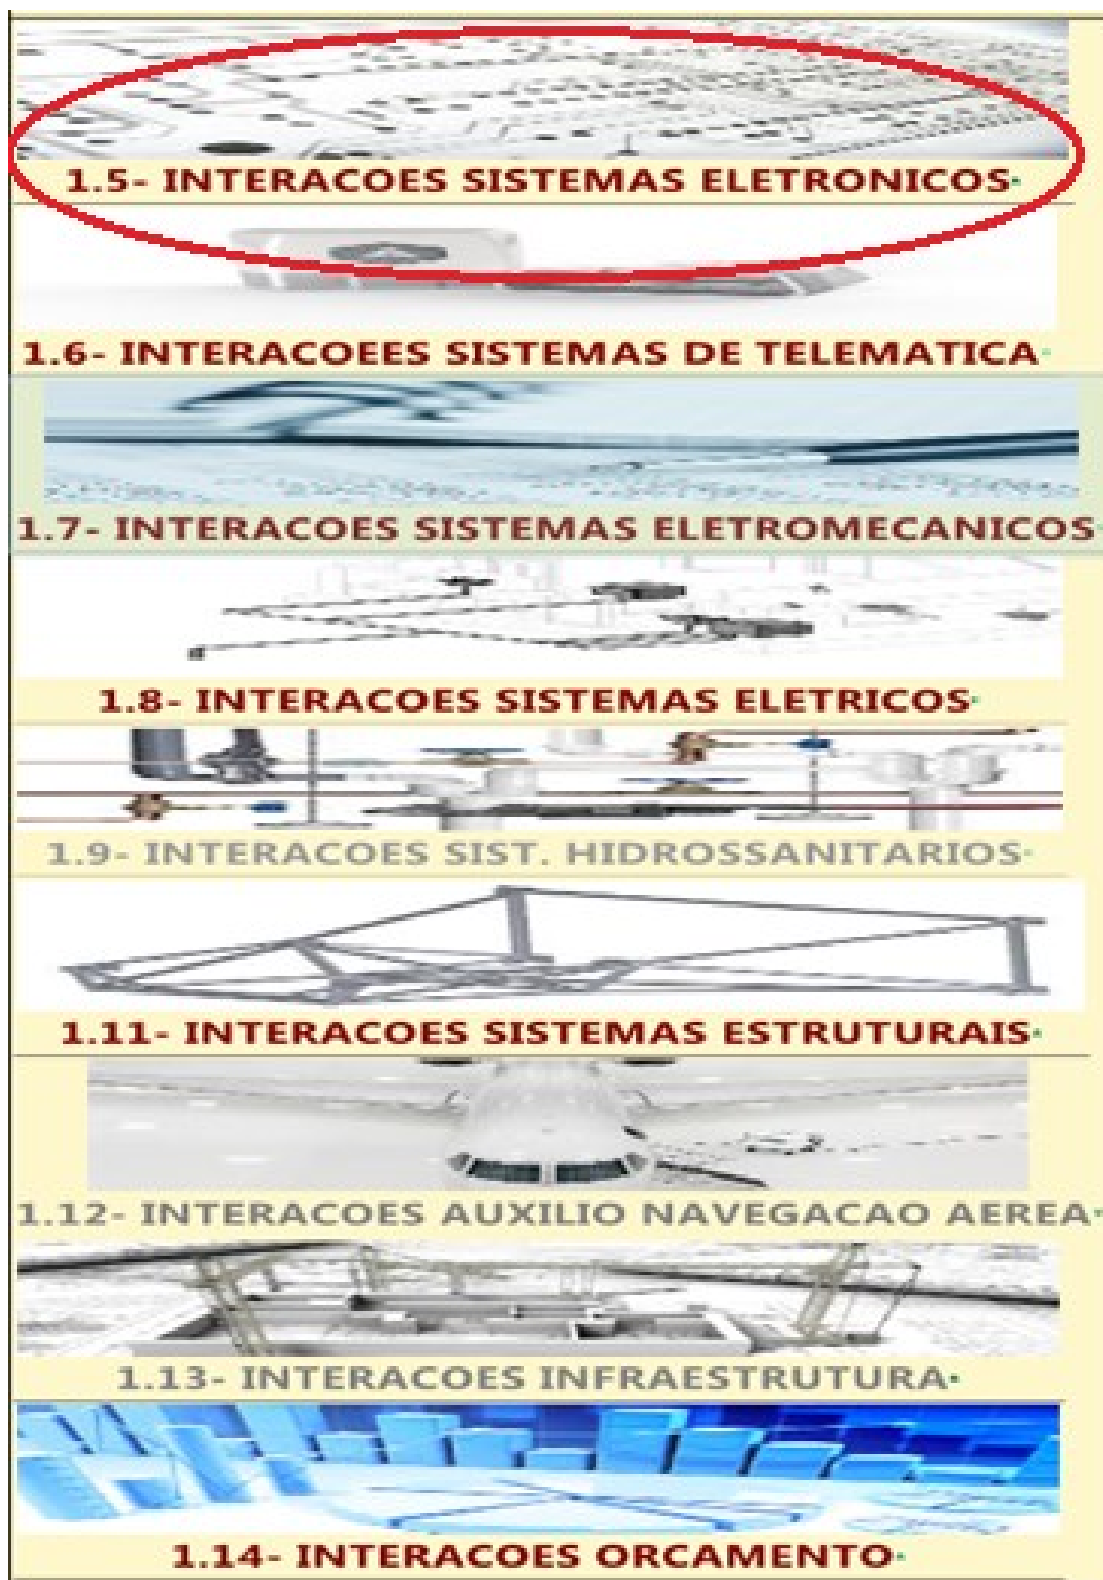 1.5- INTERACOES SISTEMAS ELETRONICOS
1.6- INTERACOEES SISTEMAS DE TELEMATICA
1.7- INTERACOES SISTEMAS ELETROMECANICOS
1.8- INTERACOES SISTEMAS ELETRICOS
1.9- INTERACOES SIST. HIDROSSANITARIOS
1.11- INTERACOES SISTEMAS ESTRUTURAIS
1.12- INTERACOES AUXILIO NAVEGACAO AEREA
1.13- INTERACOES INFRAESTRUTURA
1.14- INTERACOES ORCAMENTO